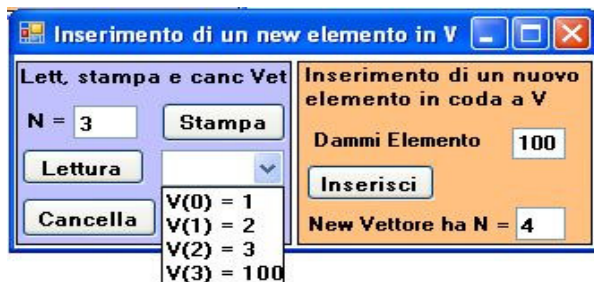 Inserimento di un new elemento in V
Lett, stampa e canc Vet
N = 3
Stampa
Lettura
Cancella
V(0) = 1
V(1) = 2
V(2) = 3
V(3) = 100
Inserimento di un nuovo
elemento in coda a V
Dammi Elemento 100
Inserisci
New Vettore ha N = 4